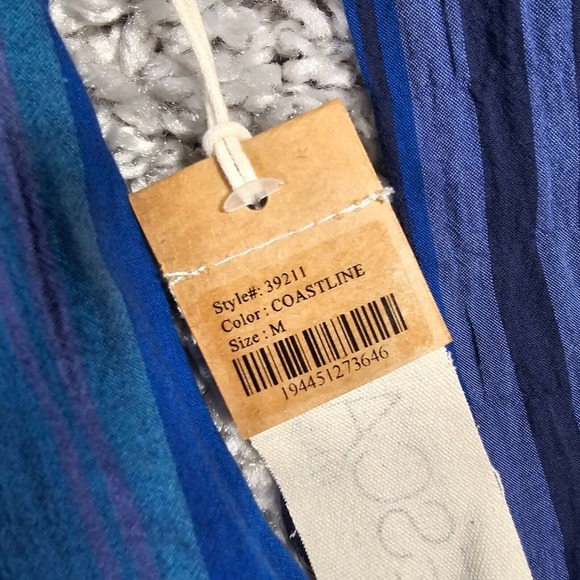 Style#: 39211
Color : COASTLINE
Size : M
194451273646